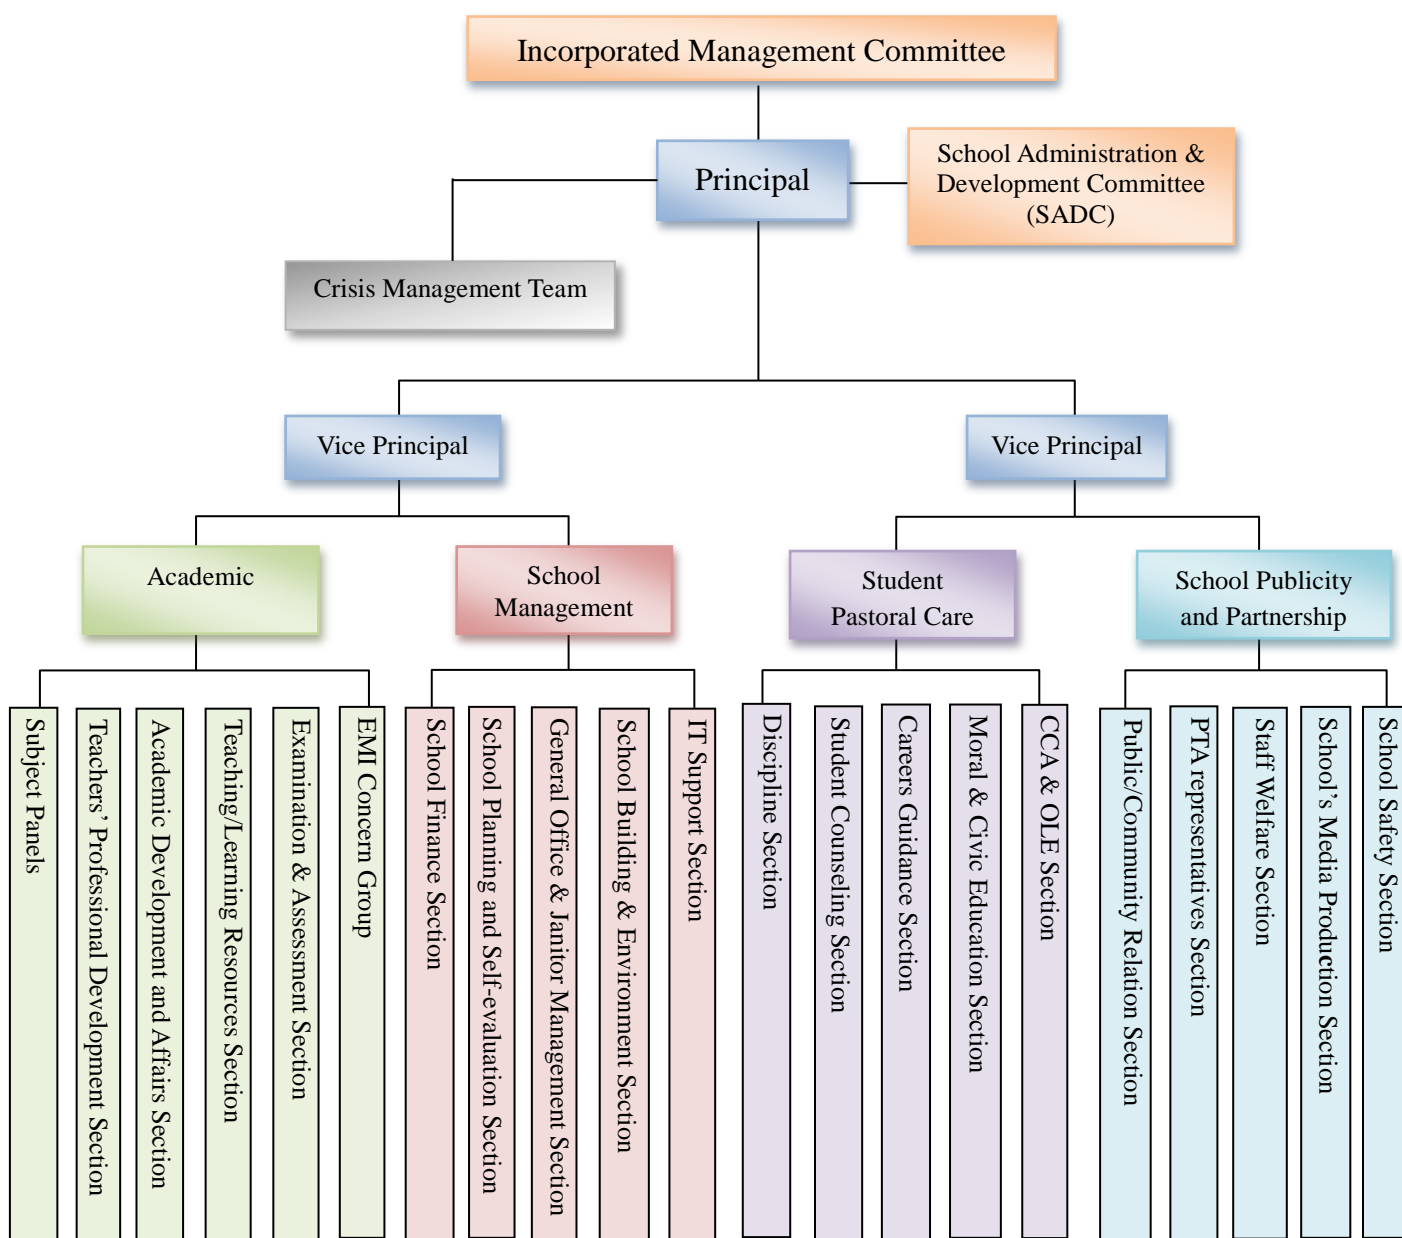 Incorporated Management Committee
Principal
School Administration &
Development Committee
(SADC)
Crisis Management Team
Vice Principal
Vice Principal
Academic
School
Management
Student
Pastoral Care
School Publicity
and Partnership
Subject Panels
Teachers’ Professional Development Section
Academic Development and Affairs Section
Teaching/Learning Resources Section
Examination & Assessment Section
EMI Concern Group
School Finance Section
School Planning and Self-evaluation Section
General Office & Janitor Management Section
School Building & Environment Section
IT Support Section
Discipline Section
Student Counseling Section
Careers Guidance Section
Moral & Civic Education Section
CCA & OLE Section
Public/Community Relation Section
PTA representatives Section
Staff Welfare Section
School’s Media Production Section
School Safety Section